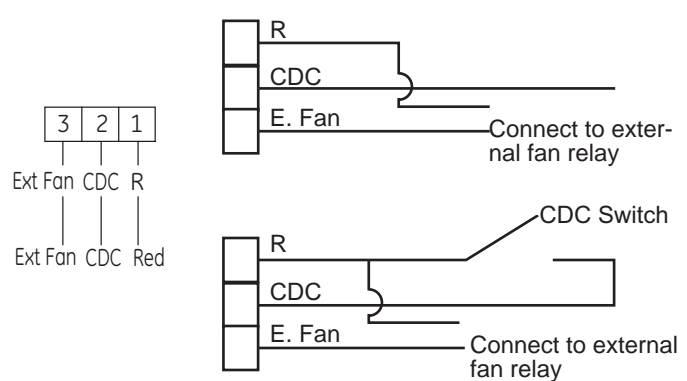 3 2 1
Ext Fan CDC R
Ext Fan CDC Red
R
CDC
E. Fan
Connect to exter-
nal fan relay
CDC Switch
R
CDC
E. Fan
Connect to external
fan relay